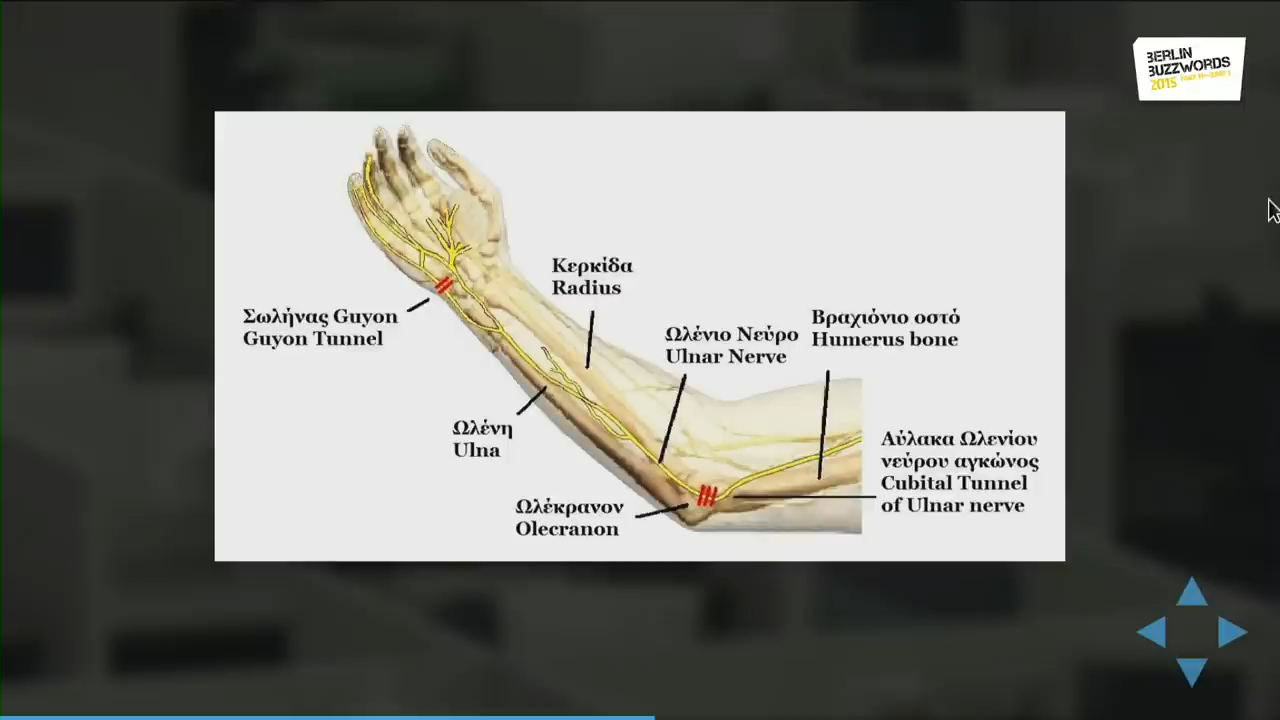 BERLIN
BUZZWORDS
2015
Κερκίδα
Radius
Σωλήνας Guyon
Guyon Tunnel
Βραχιόνιο οστό
Humerus bone
Ωλένιο Νεύρο
Ulnar Nerve
Ωλένη
Ulna
Αύλακα Ωλενίου
νεύρου αγκώνος
Cubital Tunnel
of Ulnar nerve
Ωλέκρανον
Olecranon